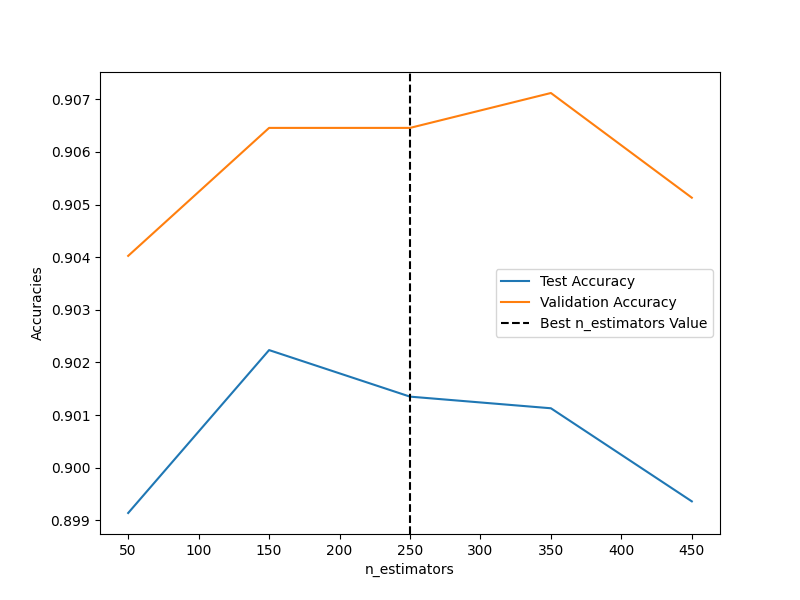 0.907
0.906
0.905
0.904
0.903
0.902
0.901
0.900
0.899
Accuracies
Test Accuracy
Validation Accuracy
Best n_estimators Value
50 100 150 200 250 300 350 400 450
n_estimators